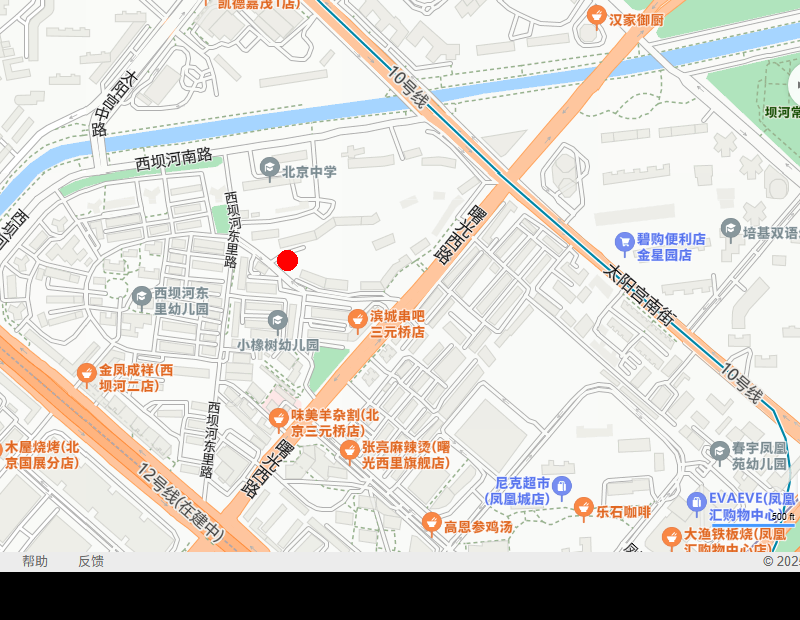 凯德嘉茂1店)
汉家御厨
10号线
太阳宫中路
坝河常
西坝河南路
北京中学
西坝河东里路
曙光西路
培基双语
碧购便利店
金星园店
西坝河
太阳宫南街
西坝河东
里幼儿园
滨城串吧
三元桥店
小橡树幼儿园
金凤成祥(西
坝河二店)
10号线
味美羊杂割(北
京三元桥店)
西坝河东里路
木屋烧烤(北
京国展分店)
张亮麻辣烫(曙
光西里旗舰店)
曙光西路
春宇凤凰
苑幼儿园
12号线(在建中)
尼克超市
(凤凰城店)
EVAEVE(凤凰
汇购物中心
500 ft
乐石咖啡
高恩参鸡汤
大渔铁板烧(凤凰
汇购物中心店)
帮助
反馈
© 202